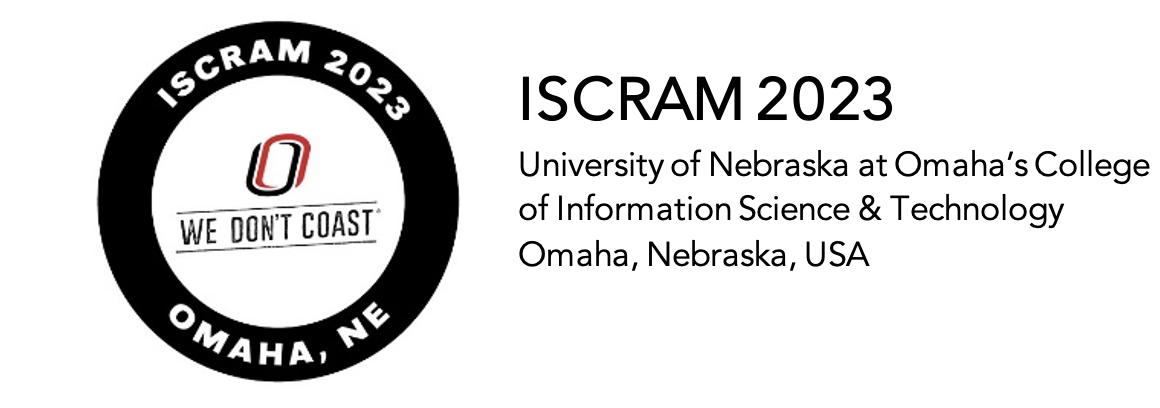 ISCRAM 2023
WE DON'T COAST
OMAHA, NE
ISCRAM 2023
University of Nebraska at Omaha’s College
of Information Science & Technology
Omaha, Nebraska, USA